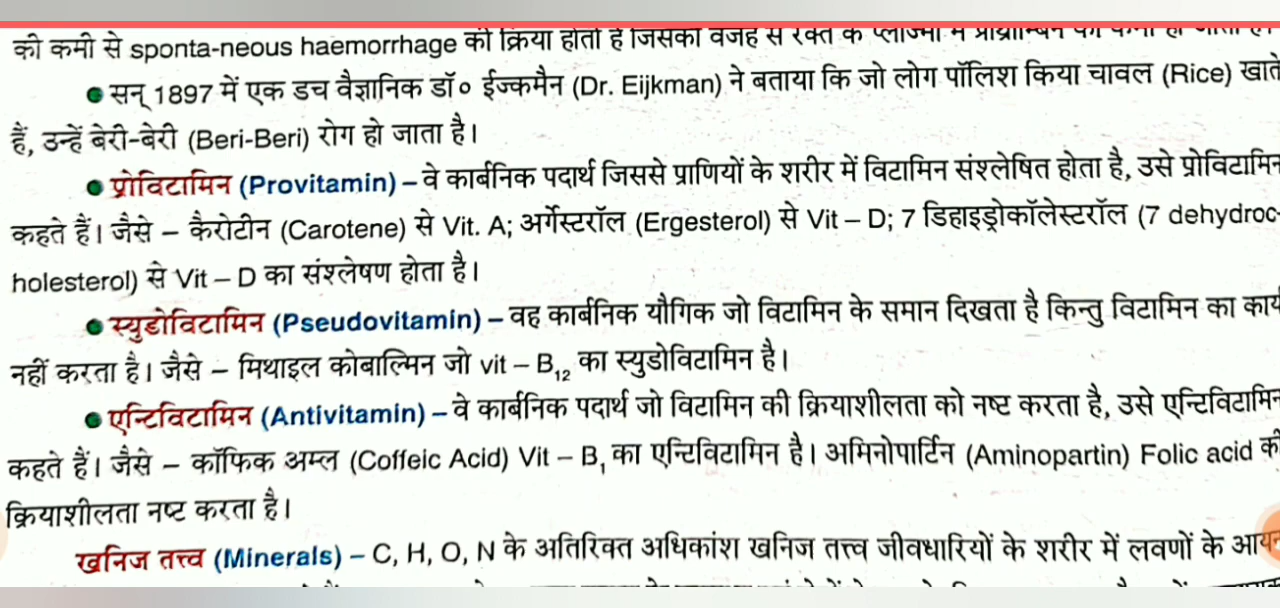 की कमी से sponta-neous haemorrhage की क्रिया होती है जिसकी वजह से रक्त के प्लाज्मा में प्रोथ्रोम्बिन की कमी हो जाती है।
● सन् 1897 में एक डच वैज्ञानिक डॉ० ईज्कमैन (Dr. Eijkman) ने बताया कि जो लोग पॉलिश किया चावल (Rice) खाते
हैं, उन्हें बेरी-बेरी (Beri-Beri) रोग हो जाता है।
● प्रोविटामिन (Provitamin) – वे कार्बनिक पदार्थ जिससे प्राणियों के शरीर में विटामिन संश्लेषित होता है, उसे प्रोविटामिन
कहते हैं। जैसे – कैरोटीन (Carotene) से Vit. A; अर्गेस्टरॉल (Ergesterol) से Vit – D; 7 डिहाइड्रोकॉलेस्टरॉल (7 dehydroc-
holesterol) से Vit – D का संश्लेषण होता है।
● स्युडोविटामिन (Pseudovitamin) – वह कार्बनिक यौगिक जो विटामिन के समान दिखता है किन्तु विटामिन का कार्य
नहीं करता है। जैसे – मिथाइल कोबाल्मिन जो vit – B₁₂ का स्युडोविटामिन है।
● एन्टिविटामिन (Antivitamin) – वे कार्बनिक पदार्थ जो विटामिन की क्रियाशीलता को नष्ट करता है, उसे एन्टिविटामिन
कहते हैं। जैसे – कॉफिक अम्ल (Coffeic Acid) Vit – B₁ का एन्टिविटामिन है। अमिनोपार्टिन (Aminopartin) Folic acid की
क्रियाशीलता नष्ट करता है।
खनिज तत्त्व (Minerals) – C, H, O, N के अतिरिक्त अधिकांश खनिज तत्त्व जीवधारियों के शरीर में लवणों के आयन